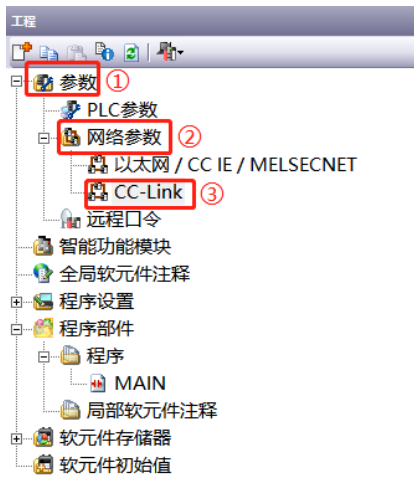 工程
参数 ①
PLC参数
网络参数 ②
以太网 / CC IE / MELSECNET
CC-Link ③
远程口令
智能功能模块
全局软元件注释
程序设置
程序部件
程序
MAIN
局部软元件注释
软元件存储器
软元件初始值